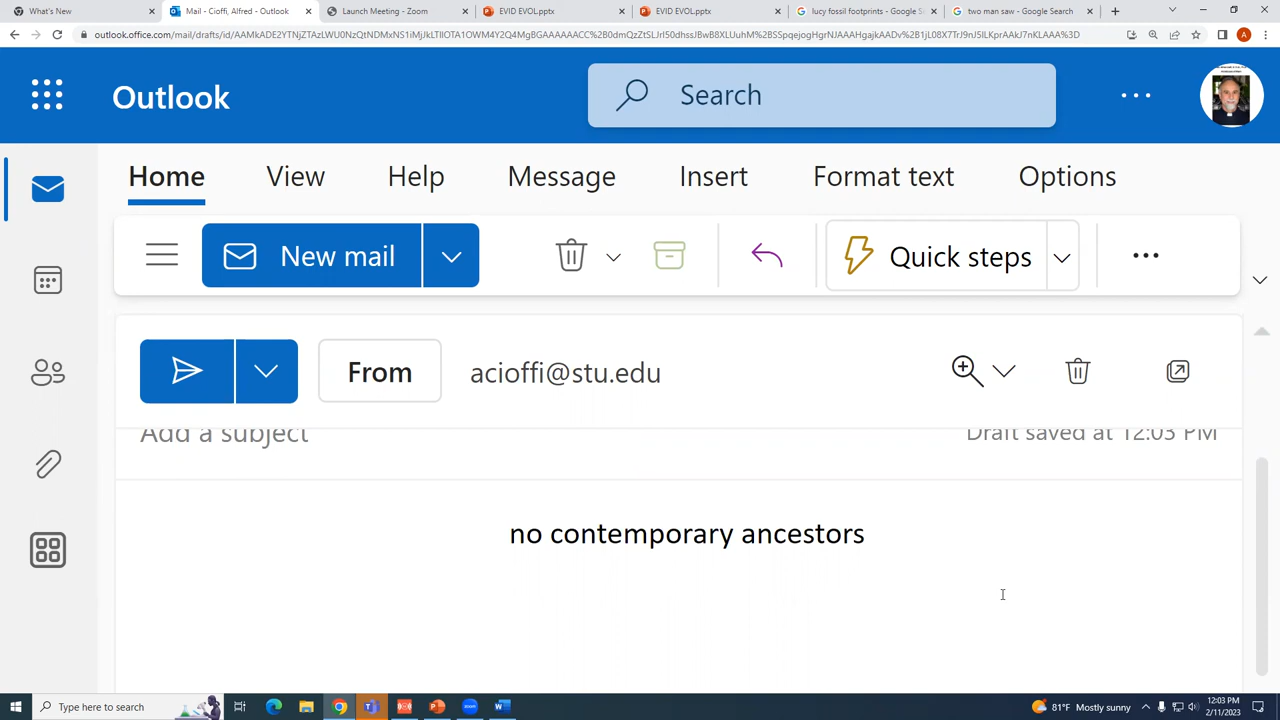 What's New
Mail - Cioffi, Alfred - Outlook
Launch Meeting - Zoom
EVID EVOL.pptx
EVID EVOL.pptx
lucy fossil footprints - Google S
two man saw - Google Search
Outlook
Search
Home View Help Message Insert Format text Options
New mail
Quick steps
From
acioffi@stu.edu
Add a subject
Draft saved at 12:03 PM
no contemporary ancestors
Type here to search
81°F Mostly sunny
12:03 PM
2/11/2023